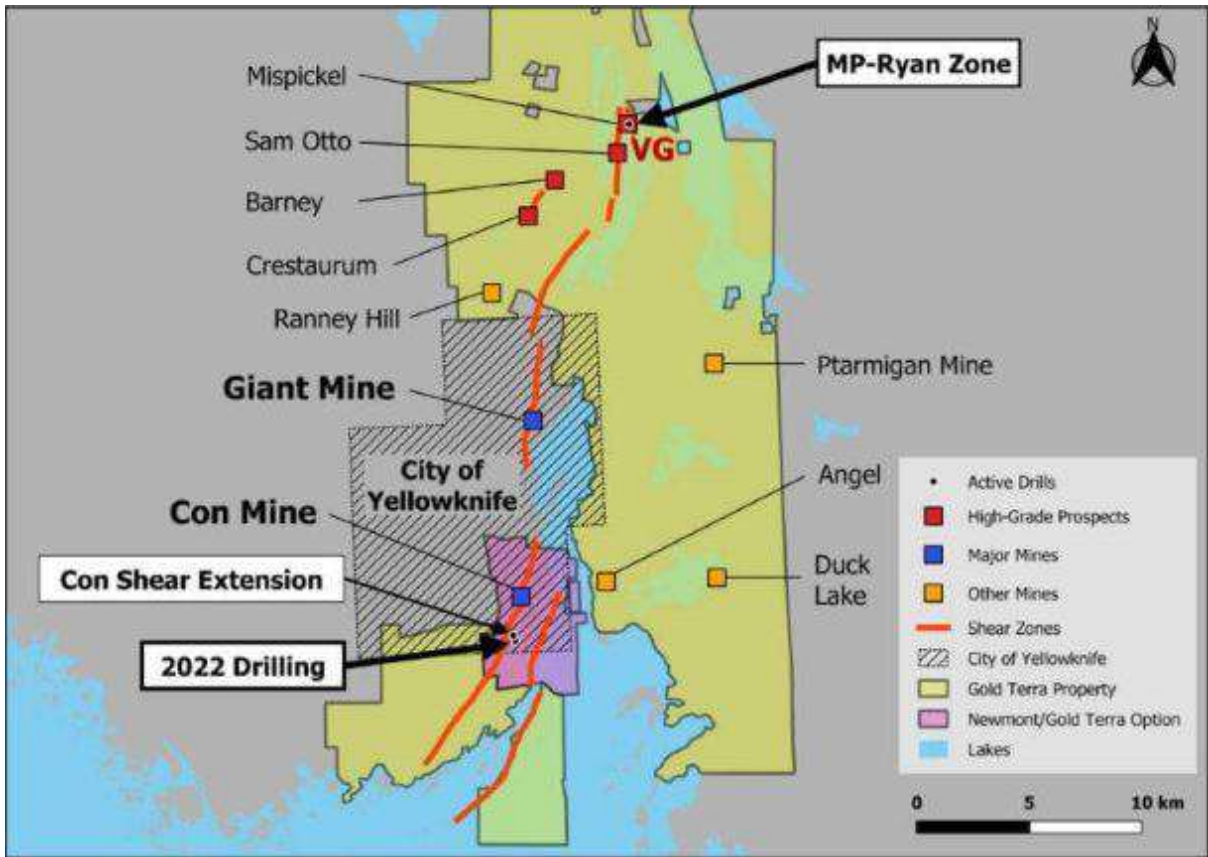 N
Mispickel
MP-Ryan Zone
Sam Otto
VG
Barney
Crestaurum
Ranney Hill
Ptarmigan Mine
Giant Mine
City of
Yellowknife
Angel
Con Mine
Con Shear Extension
Duck
Lake
2022 Drilling
Active Drills
High-Grade Prospects
Major Mines
Other Mines
Shear Zones
City of Yellowknife
Gold Terra Property
Newmont/Gold Terra Option
Lakes
0 5 10 km